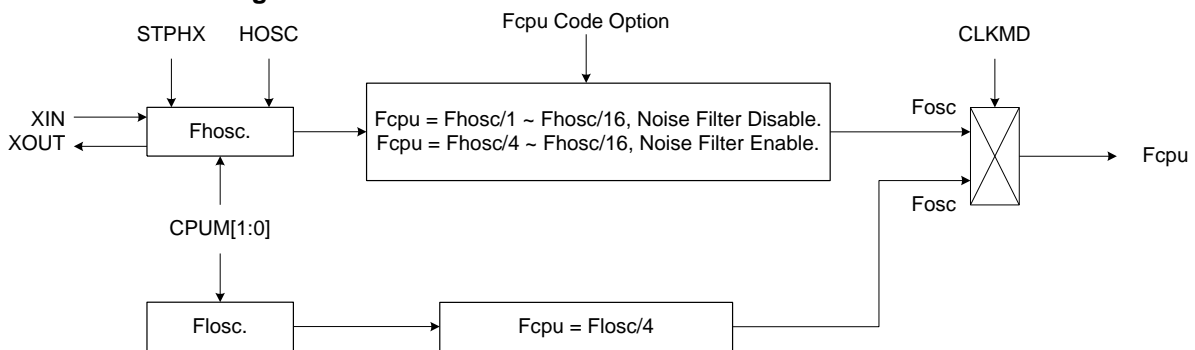 Fcpu Code Option
STPHX HOSC
CLKMD
XIN
XOUT
Fhosc.
Fcpu = Fhosc/1 ~ Fhosc/16, Noise Filter Disable.
Fcpu = Fhosc/4 ~ Fhosc/16, Noise Filter Enable.
Fosc
Fosc
Fcpu
CPUM[1:0]
Flosc.
Fcpu = Flosc/4